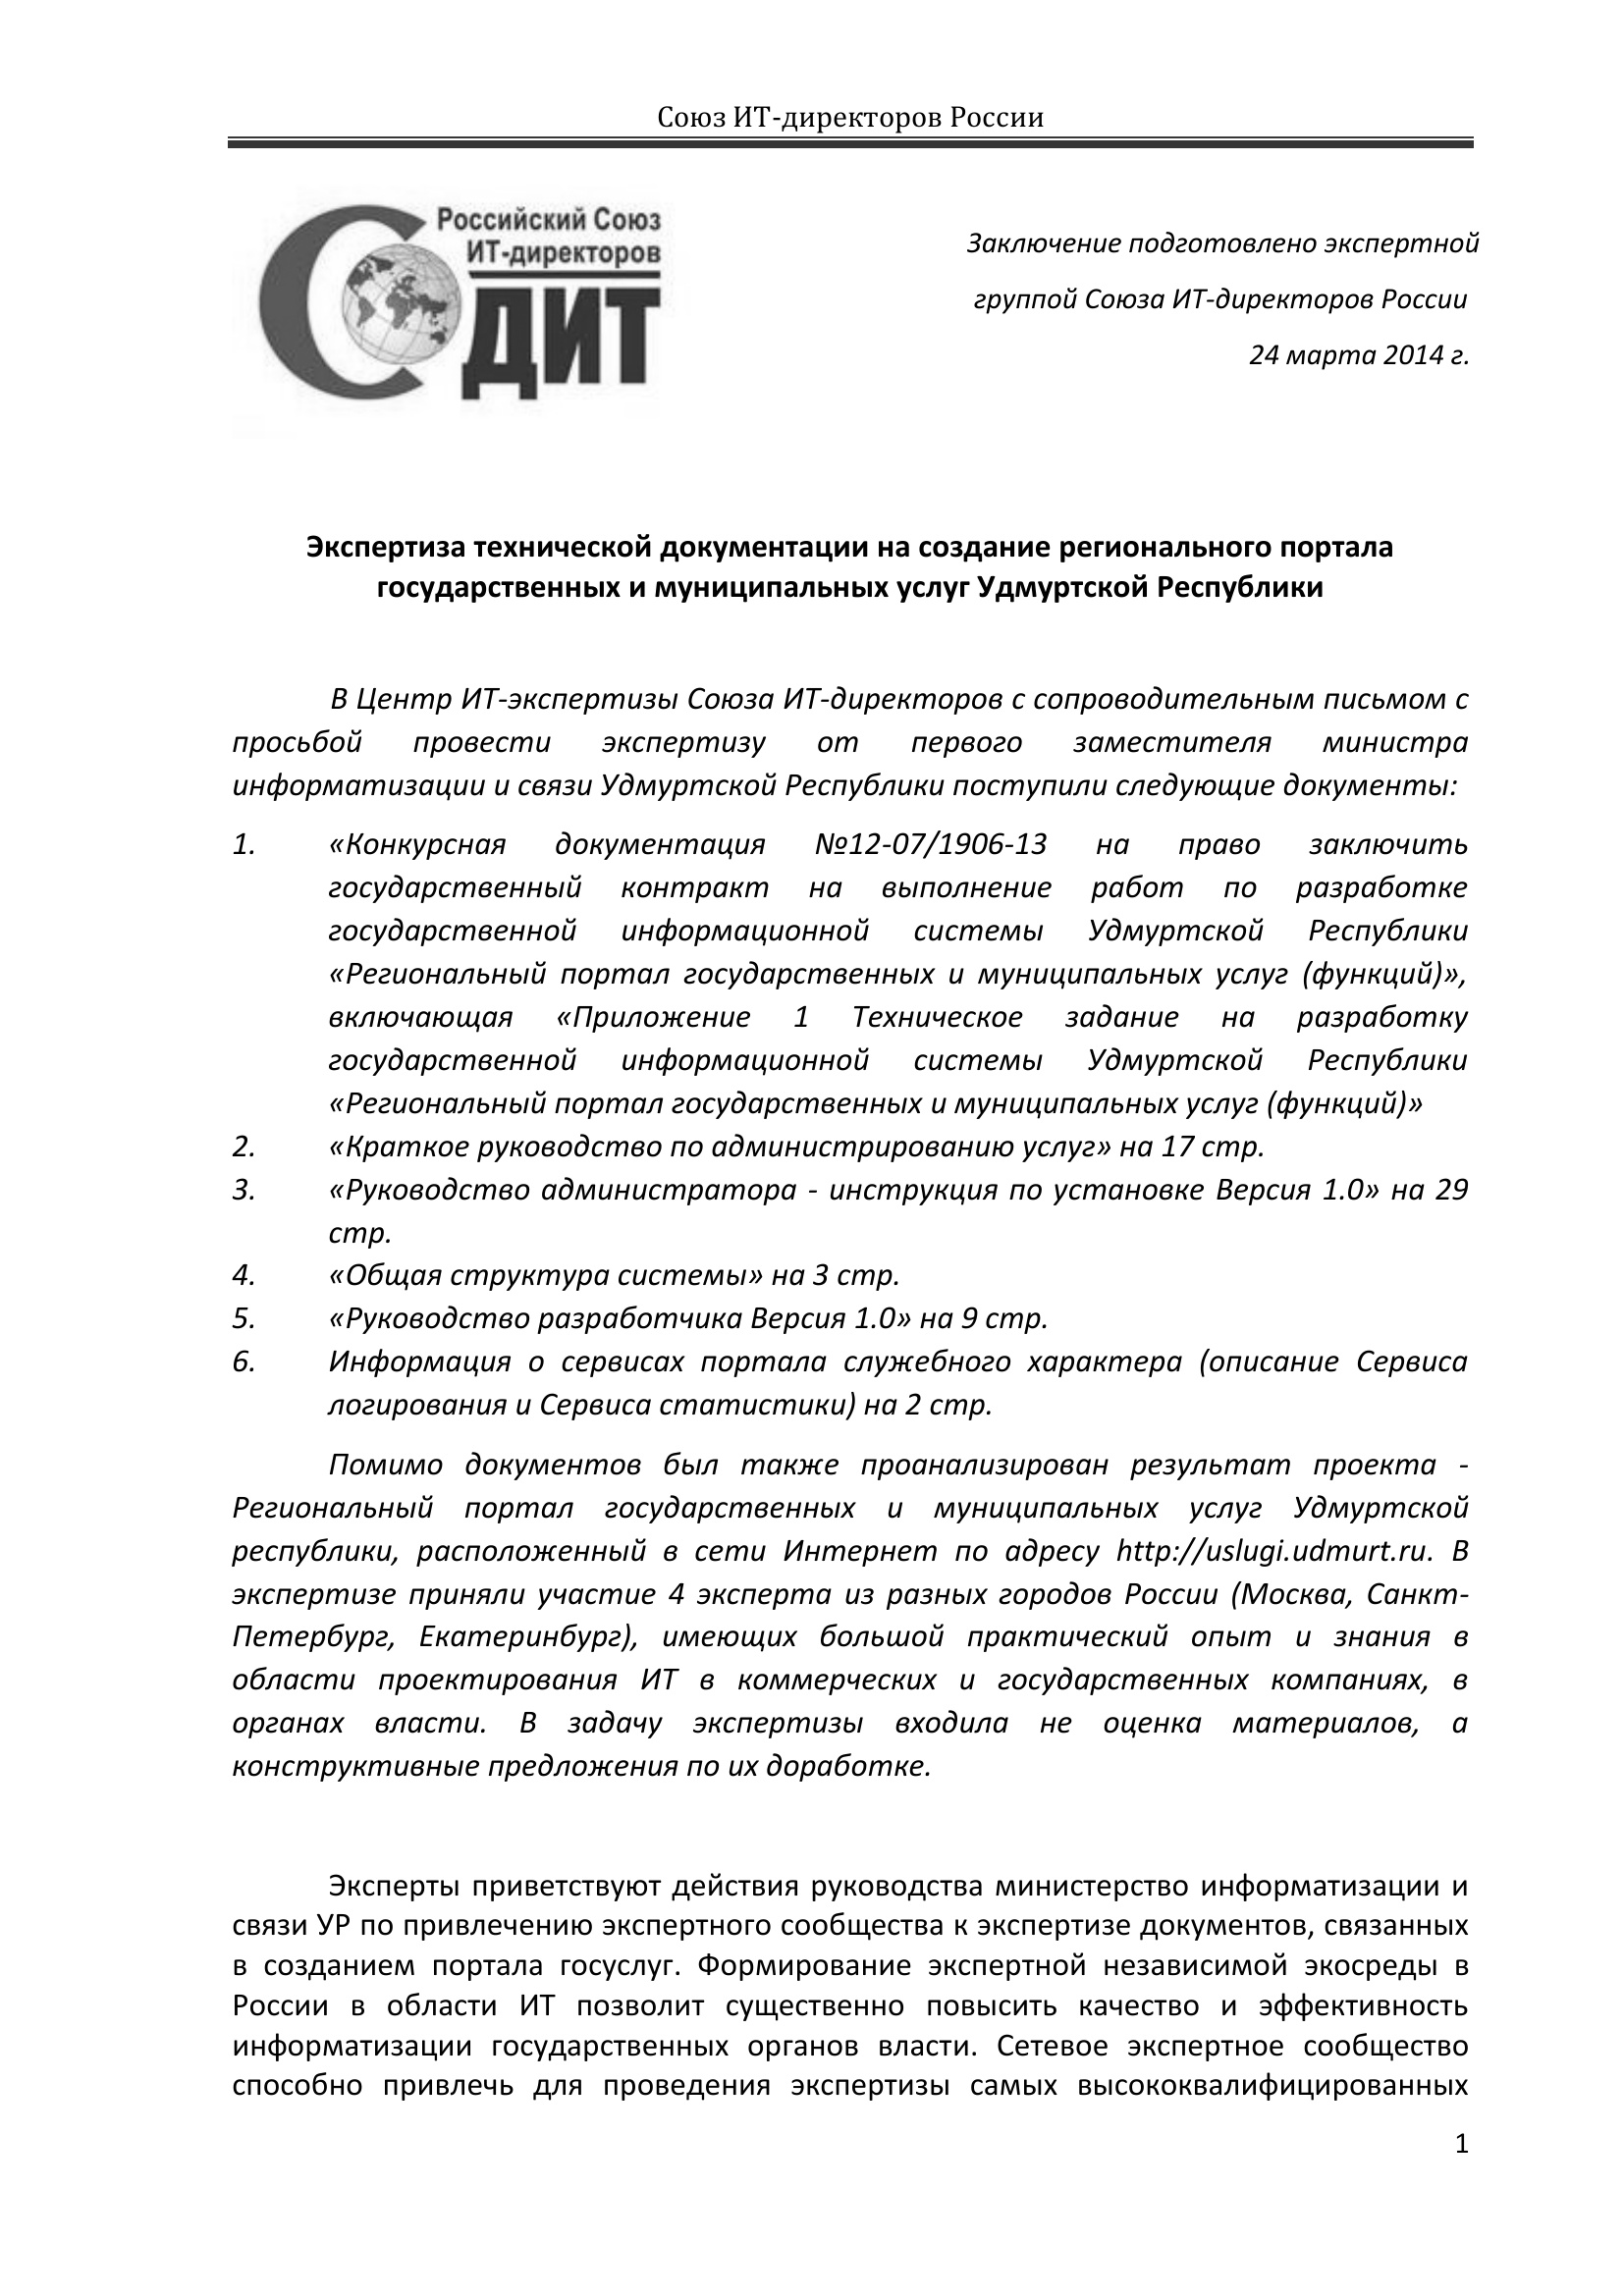 Союз ИТ-директоров России
Российский Союз
ИТ-директоров
СОДИТ
Заключение подготовлено экспертной
группой Союза ИТ-директоров России
24 марта 2014 г.
Экспертиза технической документации на создание регионального портала
государственных и муниципальных услуг Удмуртской Республики
В Центр ИТ-экспертизы Союза ИТ-директоров с сопроводительным письмом с
просьбой провести экспертизу от первого заместителя министра
информатизации и связи Удмуртской Республики поступили следующие документы:
1. «Конкурсная документация №12-07/1906-13 на право заключить
государственный контракт на выполнение работ по разработке
государственной информационной системы Удмуртской Республики
«Региональный портал государственных и муниципальных услуг (функций)»,
включающая «Приложение 1 Техническое задание на разработку
государственной информационной системы Удмуртской Республики
«Региональный портал государственных и муниципальных услуг (функций)»
2. «Краткое руководство по администрированию услуг» на 17 стр.
3. «Руководство администратора - инструкция по установке Версия 1.0» на 29
стр.
4. «Общая структура системы» на 3 стр.
5. «Руководство разработчика Версия 1.0» на 9 стр.
6. Информация о сервисах портала служебного характера (описание Сервиса
логирования и Сервиса статистики) на 2 стр.
Помимо документов был также проанализирован результат проекта -
Региональный портал государственных и муниципальных услуг Удмуртской
республики, расположенный в сети Интернет по адресу http://uslugi.udmurt.ru. В
экспертизе приняли участие 4 эксперта из разных городов России (Москва, Санкт-
Петербург, Екатеринбург), имеющих большой практический опыт и знания в
области проектирования ИТ в коммерческих и государственных компаниях, в
органах власти. В задачу экспертизы входила не оценка материалов, а
конструктивные предложения по их доработке.
Эксперты приветствуют действия руководства министерство информатизации и
связи УР по привлечению экспертного сообщества к экспертизе документов, связанных
в созданием портала госуслуг. Формирование экспертной независимой экосреды в
России в области ИТ позволит существенно повысить качество и эффективность
информатизации государственных органов власти. Сетевое экспертное сообщество
способно привлечь для проведения экспертизы самых высококвалифицированных
1